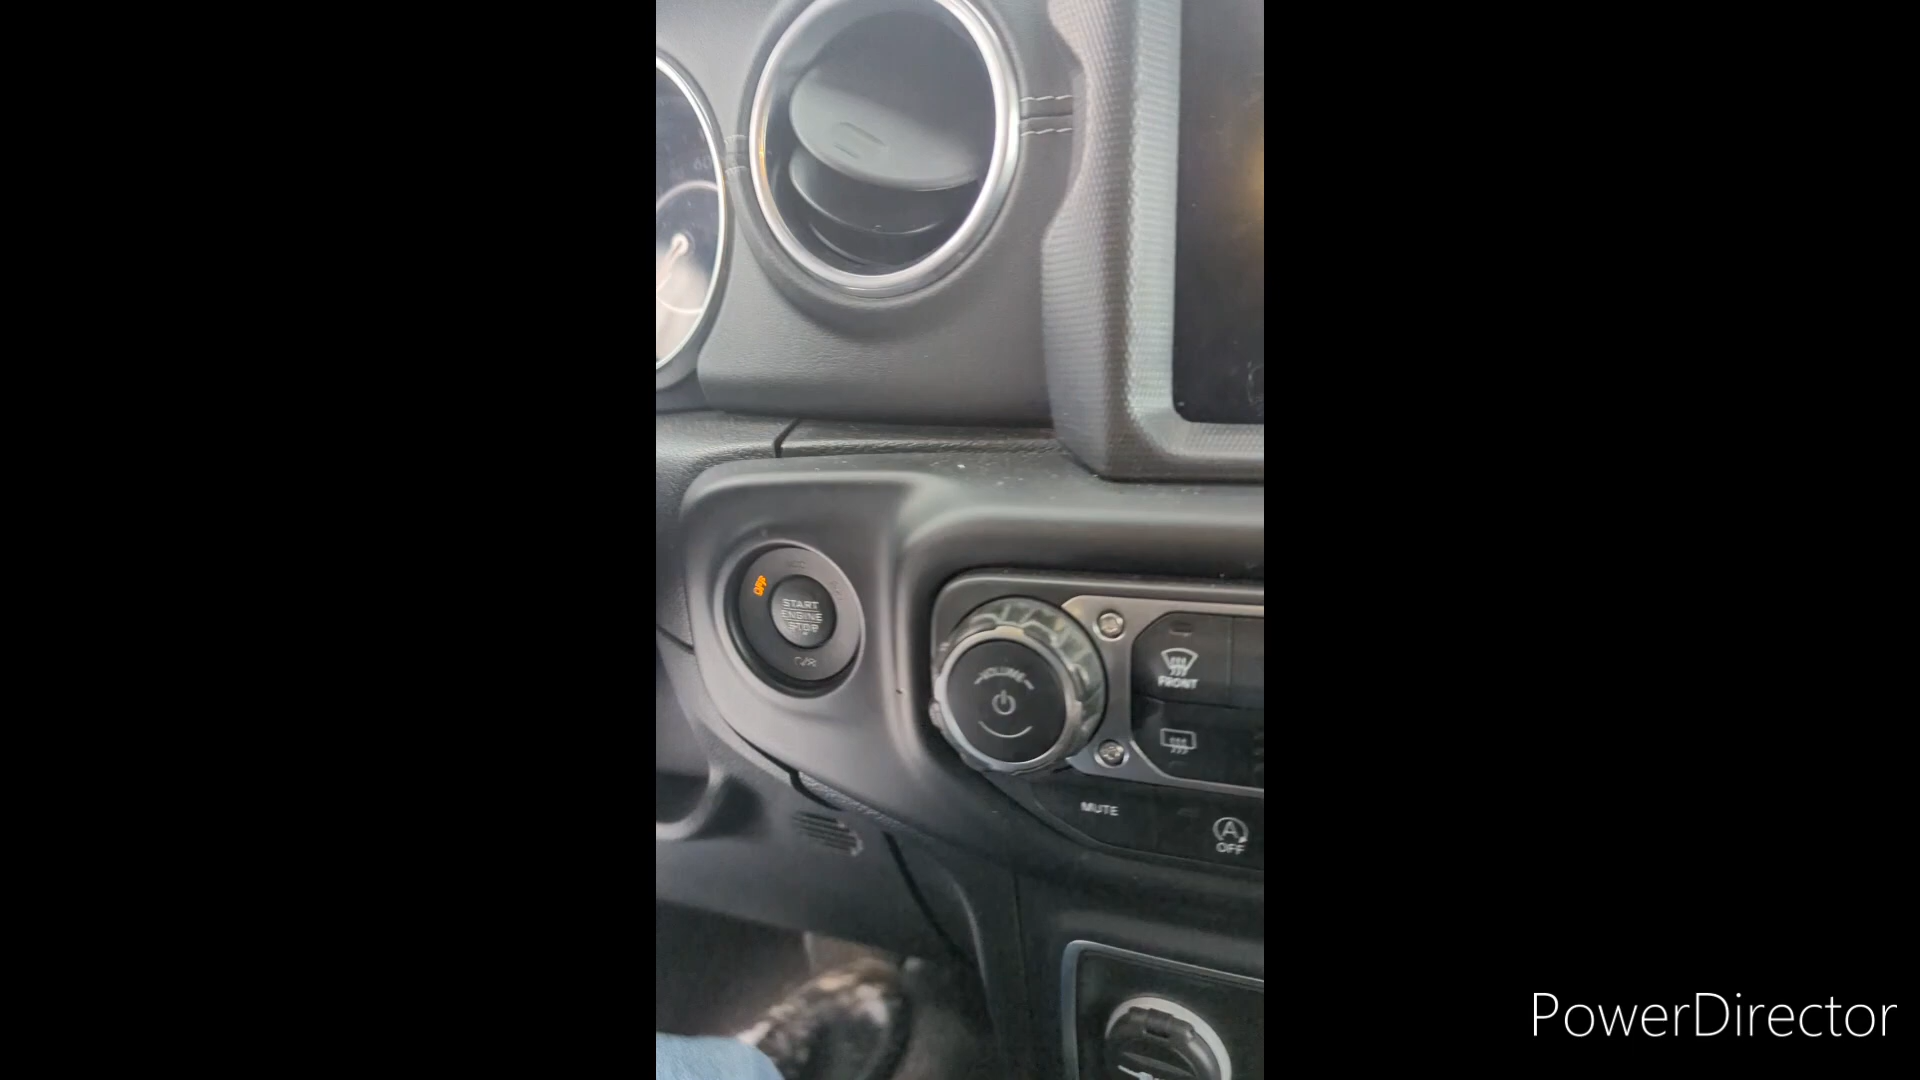 OFF
START
ENGINE
STOP
VOLUME
FRONT
MUTE
A
OFF
PowerDirector